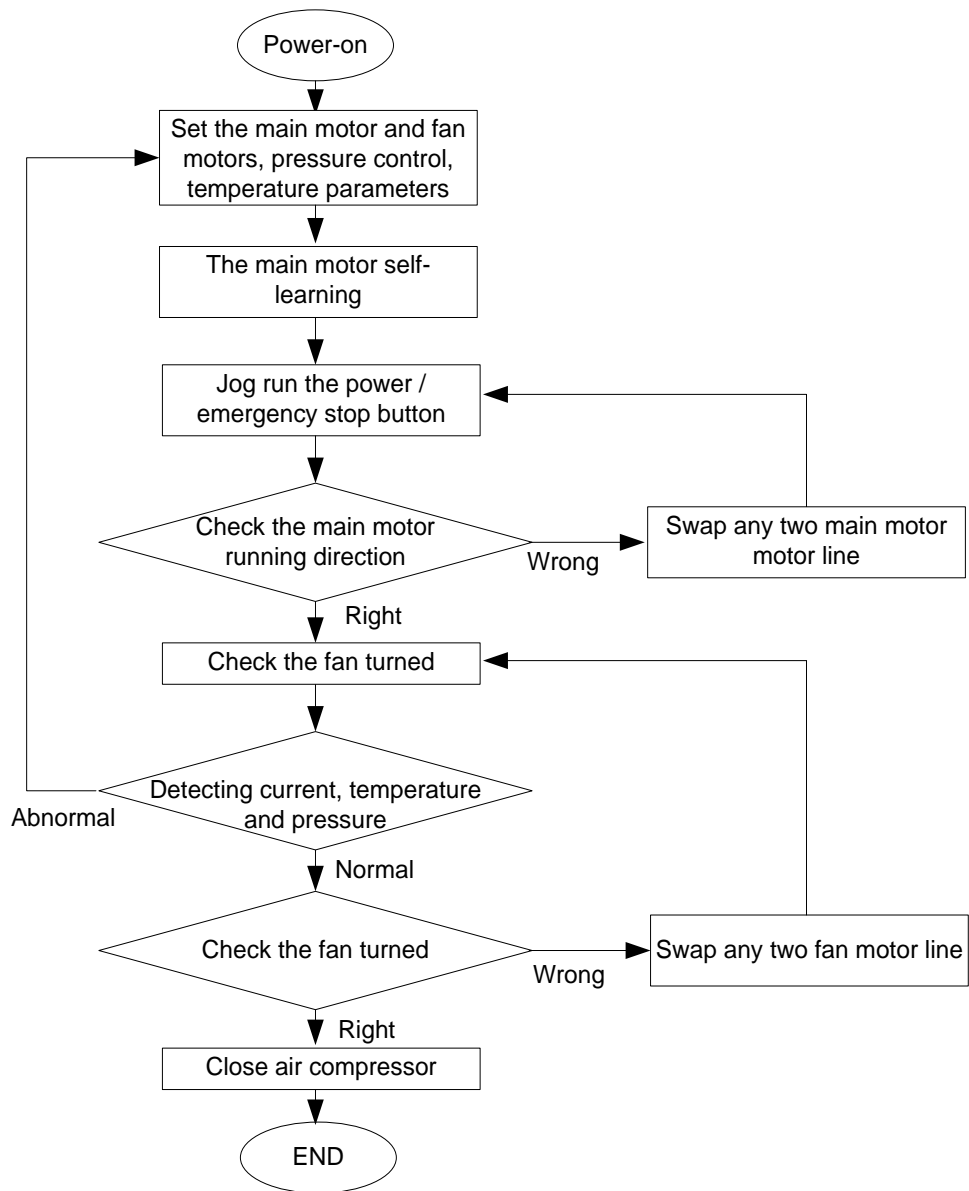 Power-on
Set the main motor and fan
motors, pressure control,
temperature parameters
The main motor self-
learning
Jog run the power /
emergency stop button
Check the main motor
running direction
Wrong
Swap any two main motor
motor line
Right
Check the fan turned
Detecting current, temperature
and pressure
Abnormal
Normal
Check the fan turned
Wrong
Swap any two fan motor line
Right
Close air compressor
END